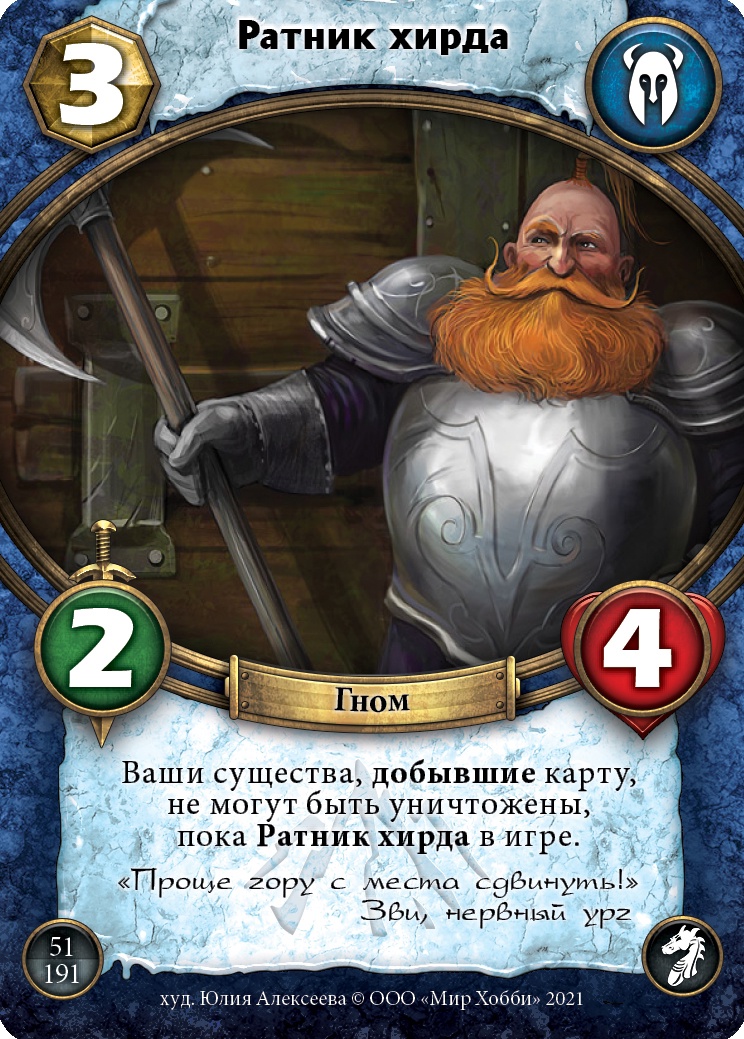 3
Ратник хирда
2
4
Гном
Ваши существа, добывшие карту,
не могут быть уничтожены,
пока Ратник хирда в игре.
«Проще гору с места сдвинуть!»
Зви, нервный ург
51
191
худ. Юлия Алексеева © ООО «Мир Хобби» 2021